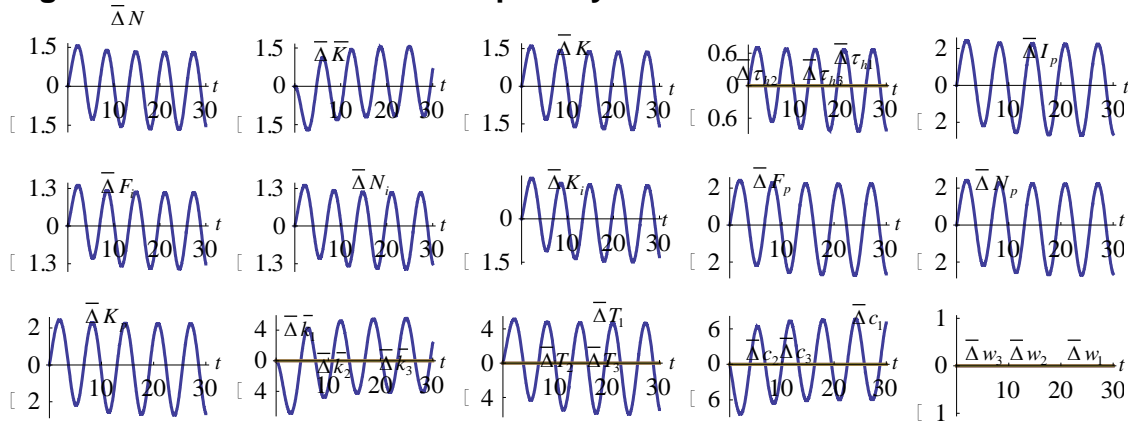 Δ̅ N
1.5 0 1.5 10 20 30 t
Δ̅ K̅ 1.5 0 1.5 10 20 30 t
Δ̅ K 1.5 0 1.5 10 20 30 t
Δ̅ τh2 Δ̅ τh3 Δ̅ τh1 0.6 0 0.6 10 20 30 t
Δ̅ Ip 2 0 2 10 20 30 t
Δ̅ Fi 1.3 0 1.3 10 20 30 t
Δ̅ Ni 1.3 0 1.3 10 20 30 t
Δ̅ Ki 0 1.5 10 20 30 t
Δ̅ Fp 2 0 2 10 20 30 t
Δ̅ Np 2 0 2 10 20 30 t
Δ̅ Kp 2 0 2 10 20 30 t
Δ̅ k̅1 Δ̅ k̅2 Δ̅ k̅3 4 0 4 10 20 30 t
Δ̅ T1 Δ̅ T2 Δ̅ T3 4 0 4 10 20 30 t
Δ̅ c1 Δ̅ c2 Δ̅ c3 6 0 6 10 20 30 t
Δ̅ w3 Δ̅ w2 Δ̅ w1 1 0 1 10 20 30 t